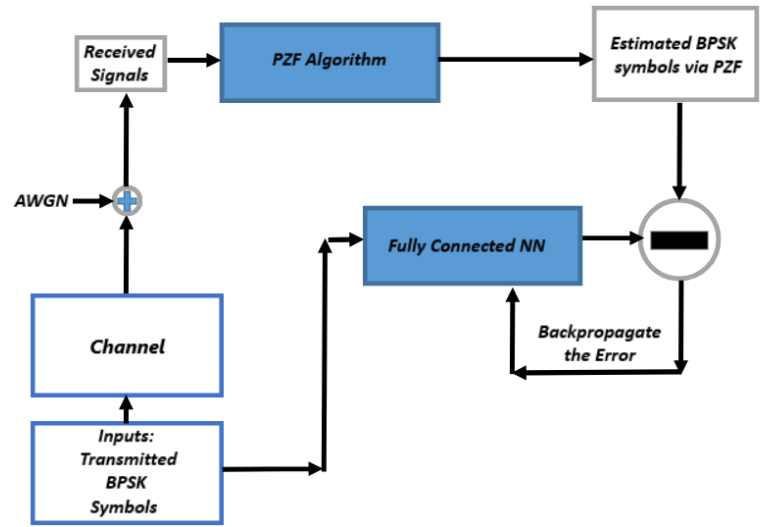 Received
Signals
PZF Algorithm
Estimated BPSK
symbols via PZF
AWGN
Fully Connected NN
Channel
Backpropagate
the Error
Inputs:
Transmitted
BPSK
Symbols